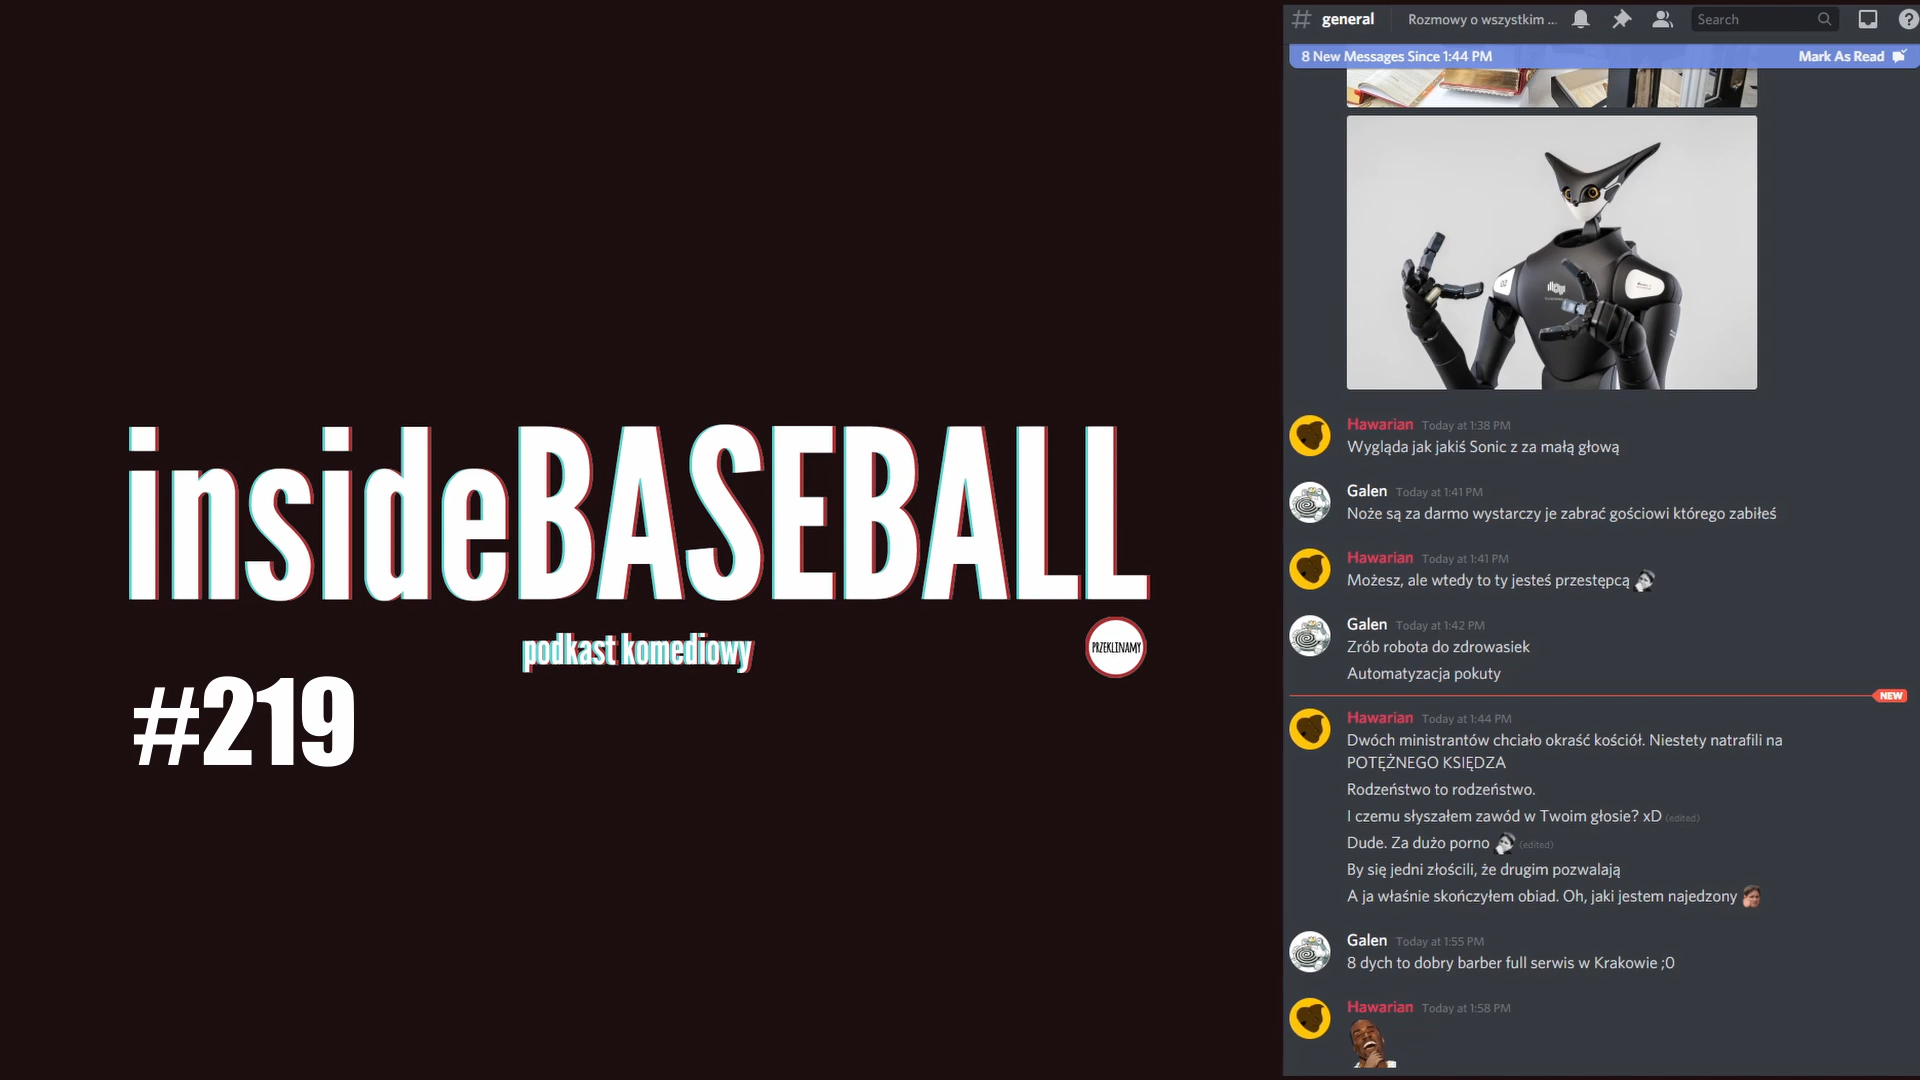 insideBASEBALL
podkast komediowy
PRZEKLINAMY
#219
general
Rozmowy o wszystkim ...
Search
8 New Messages Since 1:44 PM
Mark As Read
02
Hawarian Today at 1:38 PM
Wygląda jak jakiś Sonic z za małą głową
Galen Today at 1:41 PM
Noże są za darmo wystarczy je zabrać gościowi którego zabiłeś
Hawarian Today at 1:41 PM
Możesz, ale wtedy to ty jesteś przestępcą
Galen Today at 1:42 PM
Zrób robota do zdrowasiek
Automatyzacja pokuty
NEW
Hawarian Today at 1:44 PM
Dwóch ministrantów chciało okraść kościół. Niestety natrafili na
POTĘŻNEGO KSIĘDZA
Rodzeństwo to rodzeństwo.
I czemu słyszałem zawód w Twoim głosie? xD (edited)
Dude. Za dużo porno (edited)
By się jedni złościli, że drugim pozwalają
A ja właśnie skończyłem obiad. Oh, jaki jestem najedzony
Galen Today at 1:55 PM
8 dych to dobry barber full serwis w Krakowie ;0
Hawarian Today at 1:58 PM